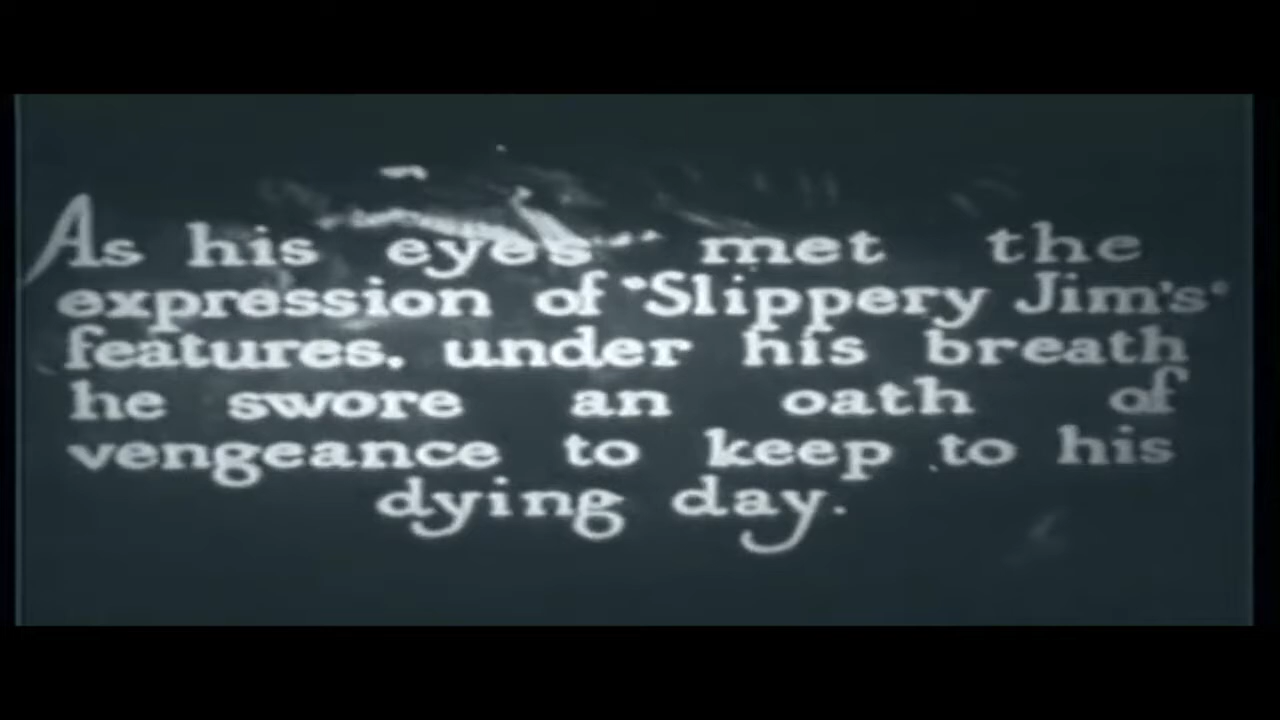 As his eyes met the
expression of "Slippery Jim's"
features. under his breath
he swore an oath of
vengeance to keep to his
dying day.